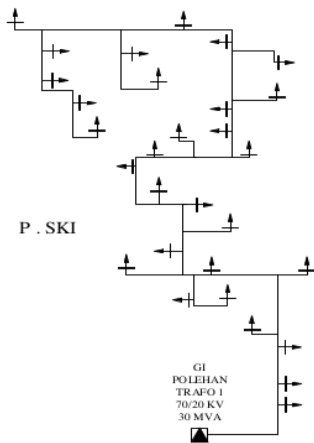 P . SKI
GI
POLEHAN
TRAFO 1
70/20 KV
30 MVA